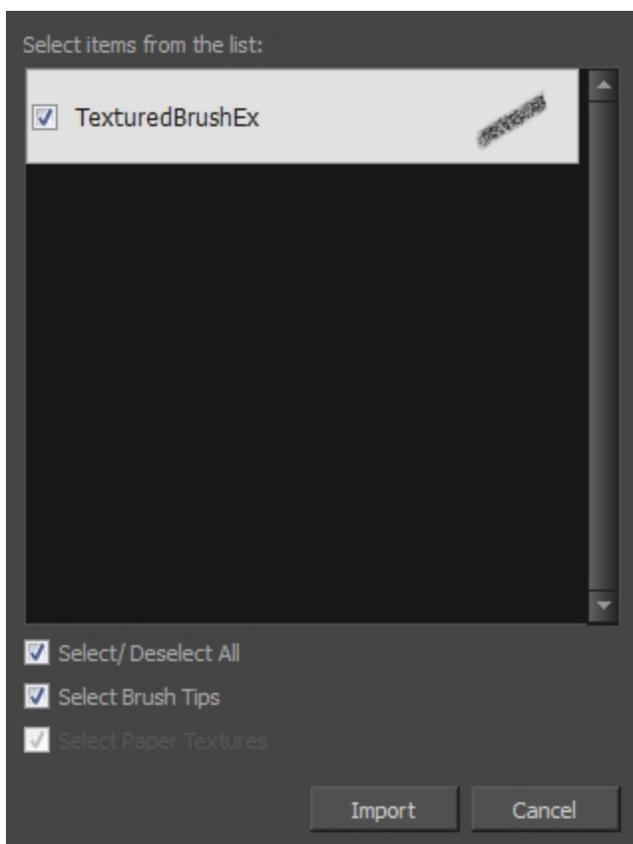 Select items from the list:
TexturedBrushEx
Select/ Deselect All
Select Brush Tips
Select Paper Textures
Import
Cancel